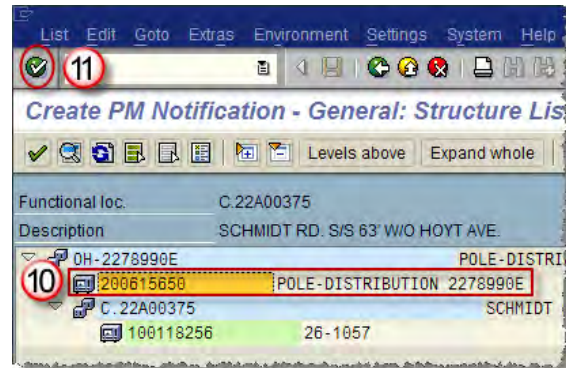 List Edit Goto Extras Environment Settings System Help
11
Create PM Notification - General: Structure Lis
Levels above Expand whole
Functional loc. C.22A00375
Description SCHMIDT RD. S/S 63' W/O HOYT AVE.
OH-2278990E POLE-DISTRI
10 200615650 POLE-DISTRIBUTION 2278990E
C.22A00375 SCHMIDT
100118256 26-1057